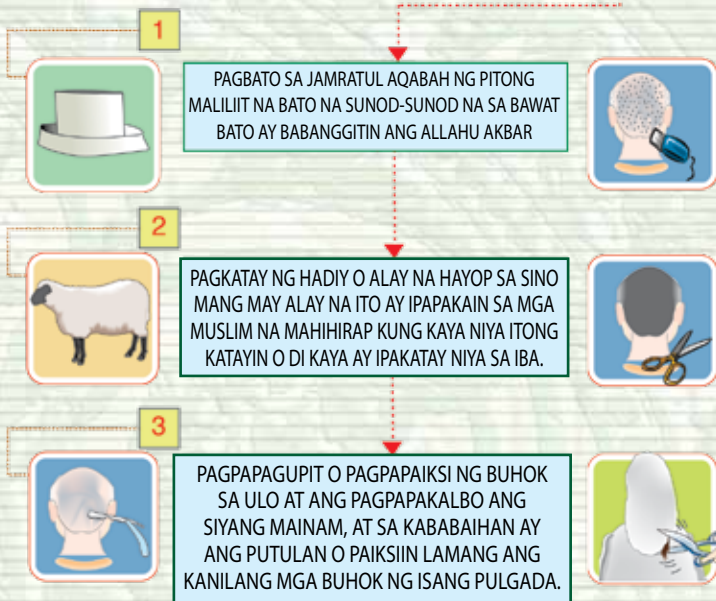 1
PAGBATO SA JAMRATUL AQABAH NG PITONG
MALILIIT NA BATO NA SUNOD-SUNOD NA SA BAWAT
BATO AY BABANGGITIN ANG ALLAHU AKBAR
2
PAGKATAY NG HADIY O ALAY NA HAYOP SA SINO
MANG MAY ALAY NA ITO AY IPAPAKAIN SA MGA
MUSLIM NA MAHIHIRAP KUNG KAYA NIYA ITONG
KATAYIN O DI KAYA AY IPAKATAY NIYA SA IBA.
3
PAGPAPAGUPIT O PAGPAPAIKSI NG BUHOK
SA ULO AT ANG PAGPAPAKALBO ANG
SIYANG MAINAM, AT SA KABABAIHAN AY
ANG PUTULAN O PAIKSIIN LAMANG ANG
KANILANG MGA BUHOK NG ISANG PULGADA.